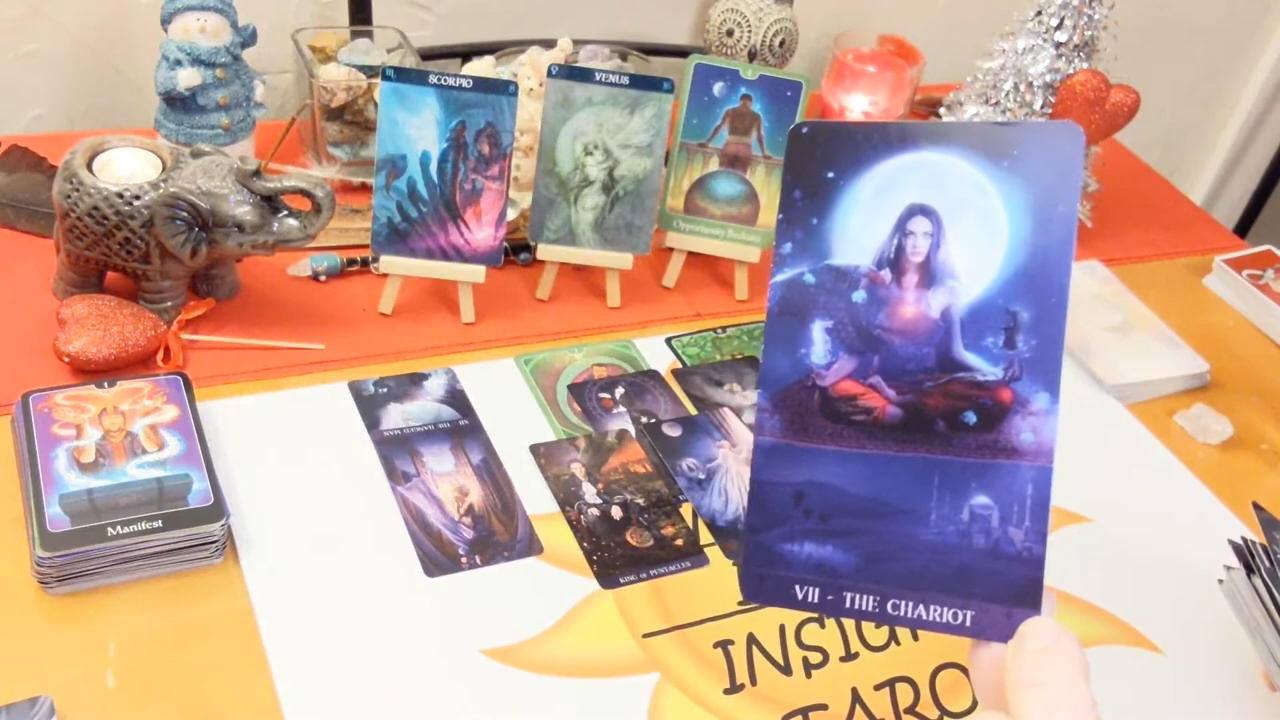 SCORPIO
VENUS
Opportunity Beckons
XII - THE HANGED MAN
Manifest
KING OF PENTACLES
VII - THE CHARIOT
INSIG
TARO